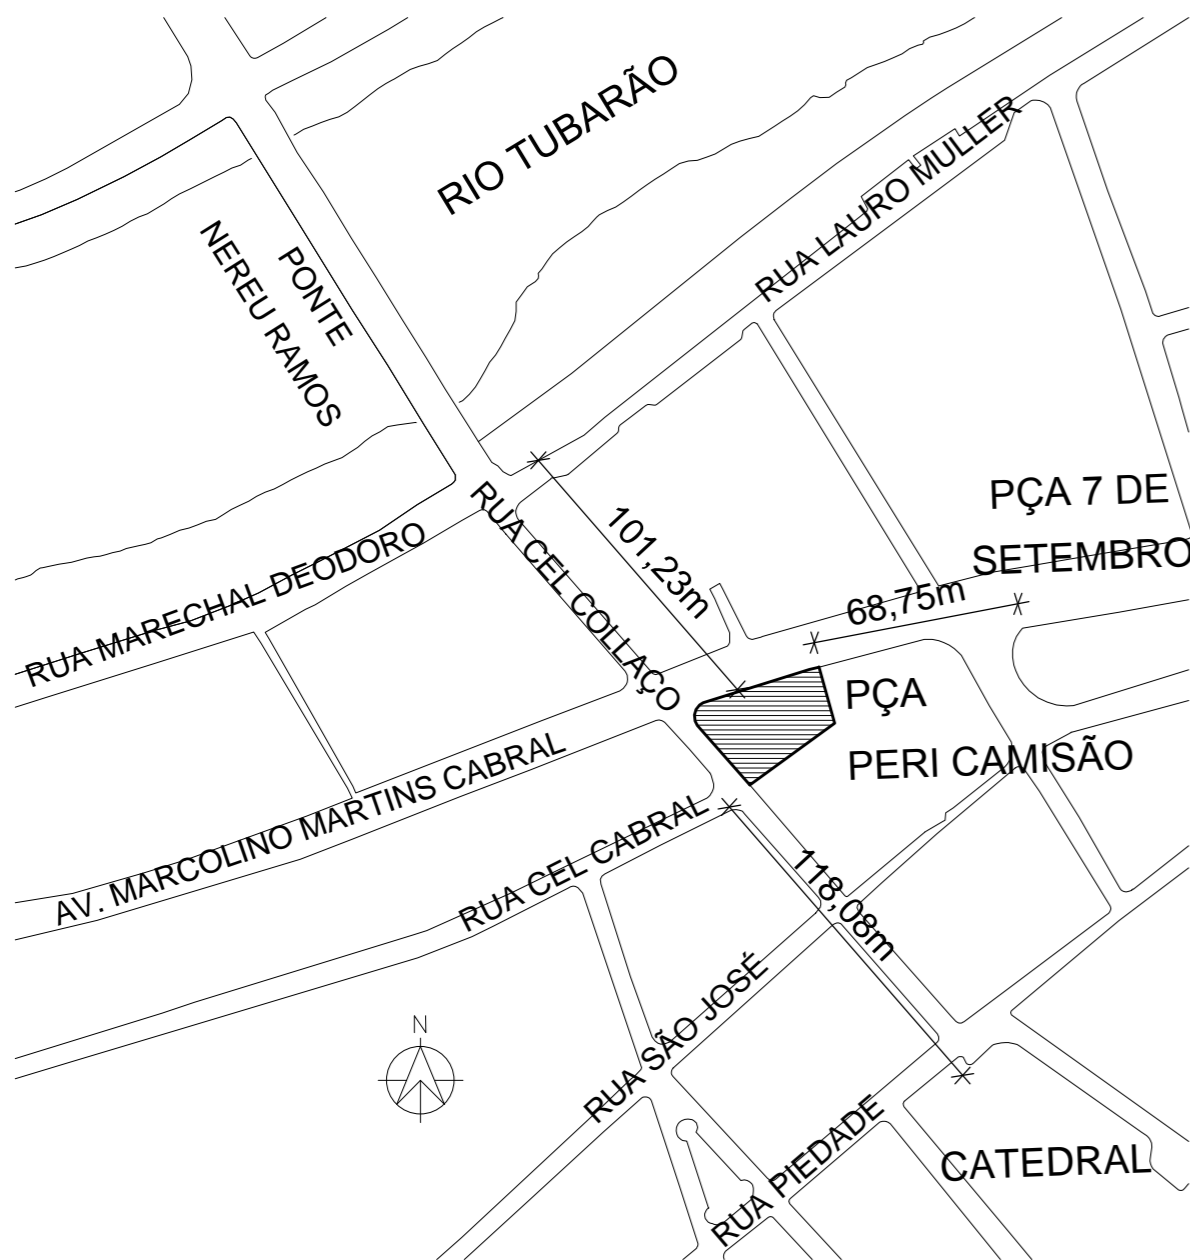 RIO TUBARÃO
RUA LAURO MULLER
PONTE
NEREU RAMOS
PÇA 7 DE
SETEMBRO
RUA CEL COLLAÇO
101,23m
68,75m
RUA MARECHAL DEODORO
PÇA
PERI CAMISÃO
AV. MARCOLINO MARTINS CABRAL
RUA CEL CABRAL
118,08m
RUA SÃO JOSÉ
N
RUA PIEDADE
CATEDRAL